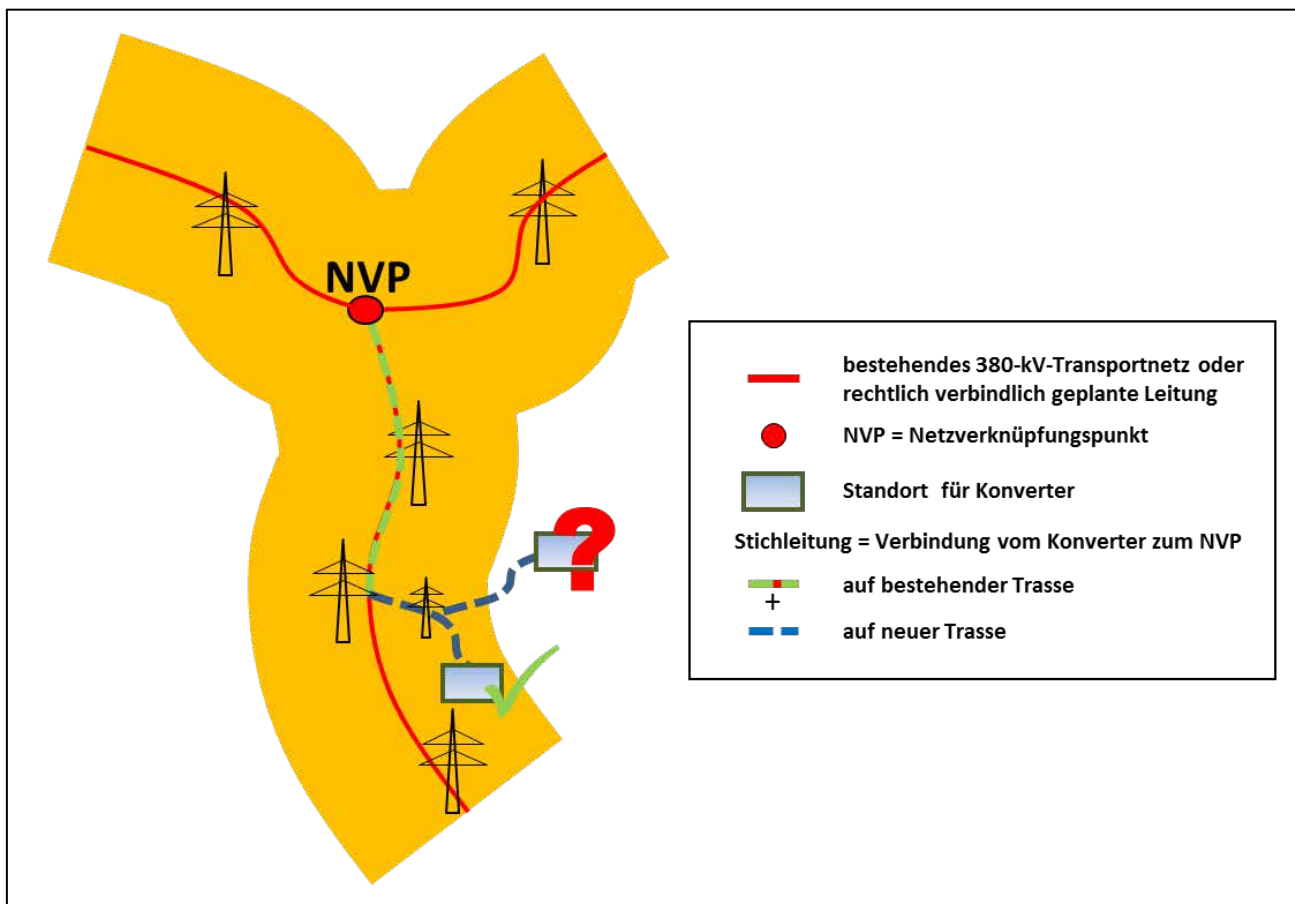 NVP
?
bestehendes 380-kV-Transportnetz oder
rechtlich verbindlich geplante Leitung
NVP = Netzverknüpfungspunkt
Standort für Konverter
Stichleitung = Verbindung vom Konverter zum NVP
auf bestehender Trasse
+
auf neuer Trasse